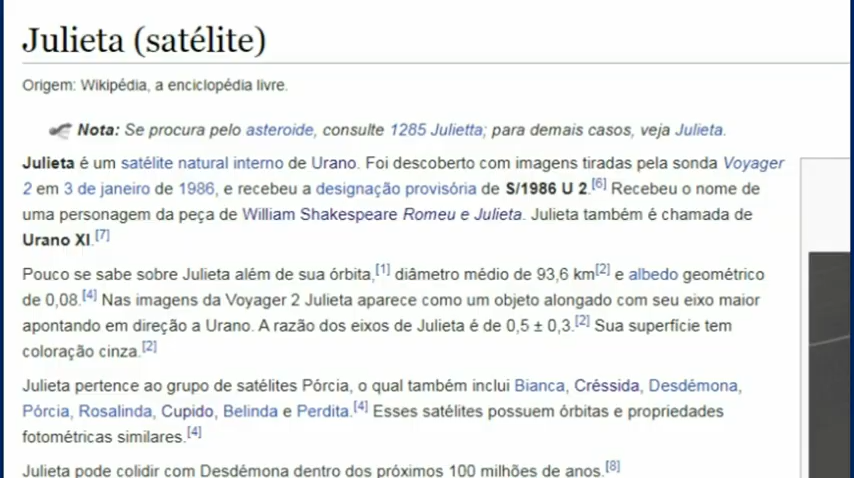 Julieta (satélite)
Origem: Wikipédia, a enciclopédia livre.
Nota: Se procura pelo asteroide, consulte 1285 Julietta; para demais casos, veja Julieta.
Julieta é um satélite natural interno de Urano. Foi descoberto com imagens tiradas pela sonda Voyager
2 em 3 de janeiro de 1986, e recebeu a designação provisória de S/1986 U 2.[6] Recebeu o nome de
uma personagem da peça de William Shakespeare Romeu e Julieta. Julieta também é chamada de
Urano XI.[7]
Pouco se sabe sobre Julieta além de sua órbita,[1] diâmetro médio de 93,6 km[2] e albedo geométrico
de 0,08.[4] Nas imagens da Voyager 2 Julieta aparece como um objeto alongado com seu eixo maior
apontando em direção a Urano. A razão dos eixos de Julieta é de 0,5 ± 0,3.[2] Sua superfície tem
coloração cinza.[2]
Julieta pertence ao grupo de satélites Pórcia, o qual também inclui Bianca, Créssida, Desdémona,
Pórcia, Rosalinda, Cupido, Belinda e Perdita.[4] Esses satélites possuem órbitas e propriedades
fotométricas similares.[4]
Julieta pode colidir com Desdémona dentro dos próximos 100 milhões de anos.[8]